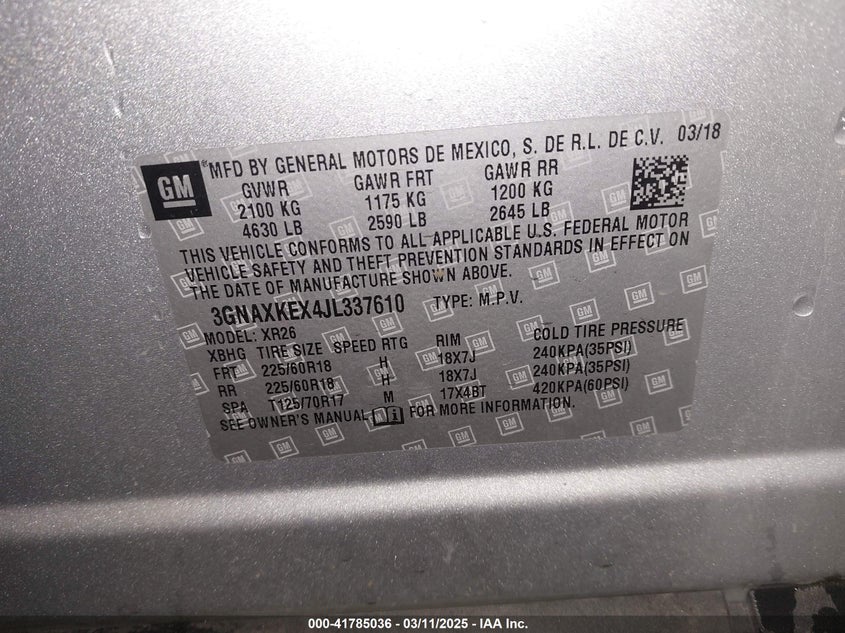 GM
®MFD BY GENERAL MOTORS DE MEXICO, S. DE R.L. DE C.V. 03/18
GVWR GAWR FRT GAWR RR
2100 KG 1175 KG 1200 KG
4630 LB 2590 LB 2645 LB
THIS VEHICLE CONFORMS TO ALL APPLICABLE U.S. FEDERAL MOTOR
VEHICLE SAFETY AND THEFT PREVENTION STANDARDS IN EFFECT ON
THE DATE OF MANUFACTURE SHOWN ABOVE.
3GNAXKEX4JL337610 TYPE: M.P.V.
MODEL: XR26
XBHG TIRE SIZE SPEED RTG RIM COLD TIRE PRESSURE
FRT 225/60R18 H 18X7J 240KPA(35PSI)
RR 225/60R18 H 18X7J 240KPA(35PSI)
SPA T125/70R17 M 17X4BT 420KPA(60PSI)
SEE OWNER'S MANUAL FOR MORE INFORMATION.
000-41785036 - 03/11/2025 - IAA Inc.